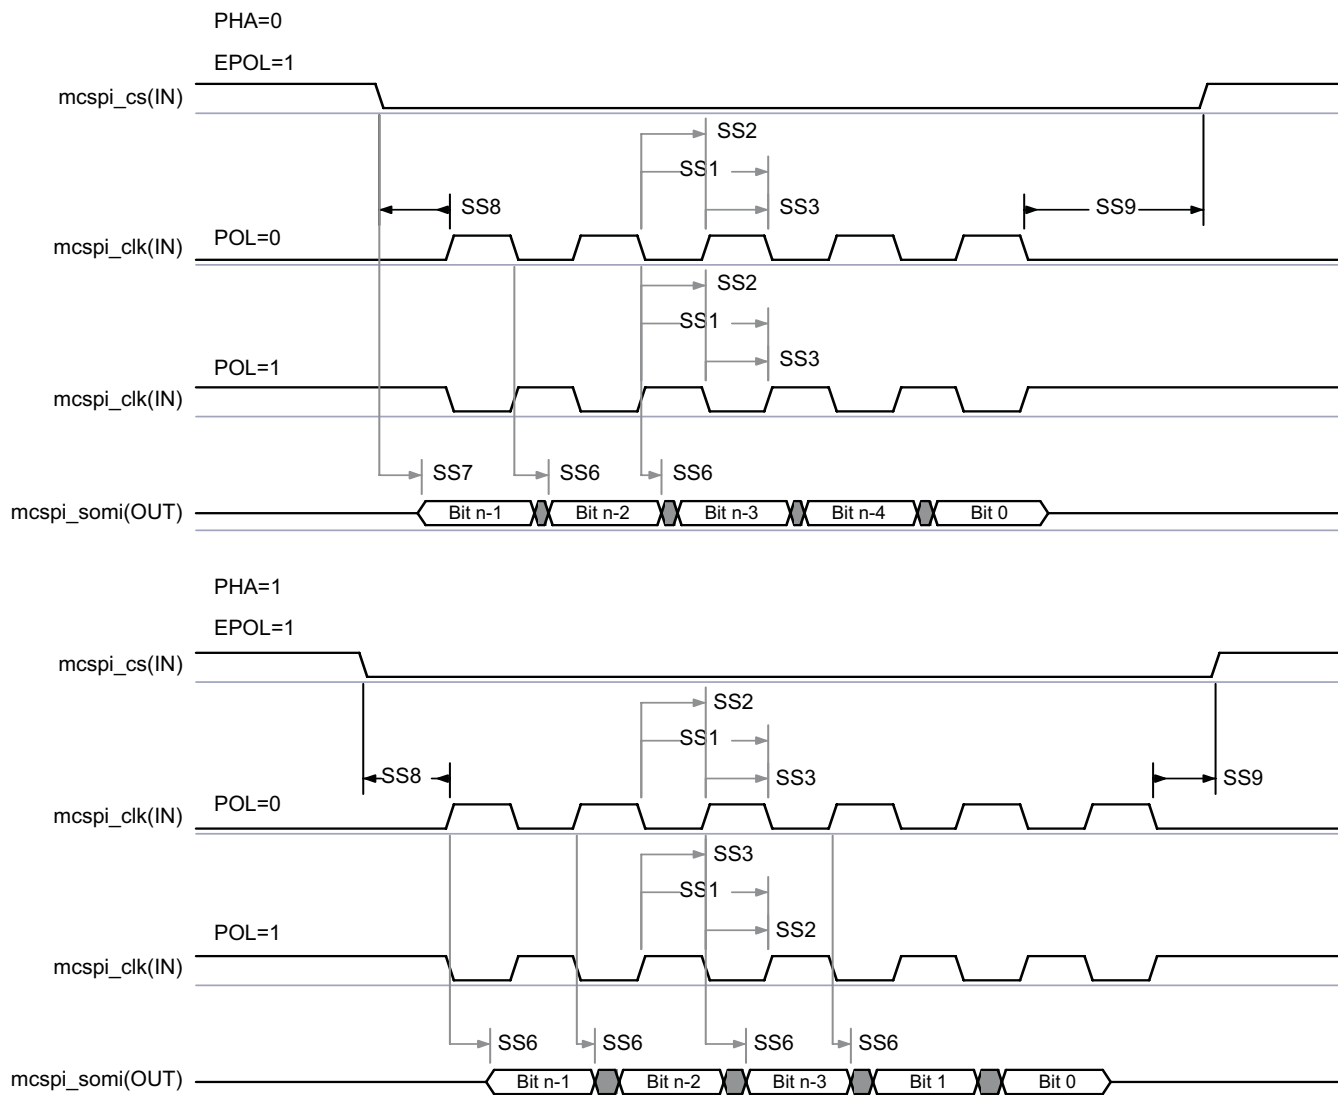 PHA=0
EPOL=1
mcspi_cs(IN)
SS2
SS1
SS8
SS3
SS9
POL=0
mcspi_clk(IN)
SS2
SS1
SS3
POL=1
mcspi_clk(IN)
SS7
SS6
SS6
mcspi_somi(OUT)
Bit n-1
Bit n-2
Bit n-3
Bit n-4
Bit 0
PHA=1
EPOL=1
mcspi_cs(IN)
SS2
SS1
SS8
SS3
SS9
POL=0
mcspi_clk(IN)
SS3
SS1
SS2
POL=1
mcspi_clk(IN)
SS6
SS6
SS6
SS6
mcspi_somi(OUT)
Bit n-1
Bit n-2
Bit n-3
Bit 1
Bit 0